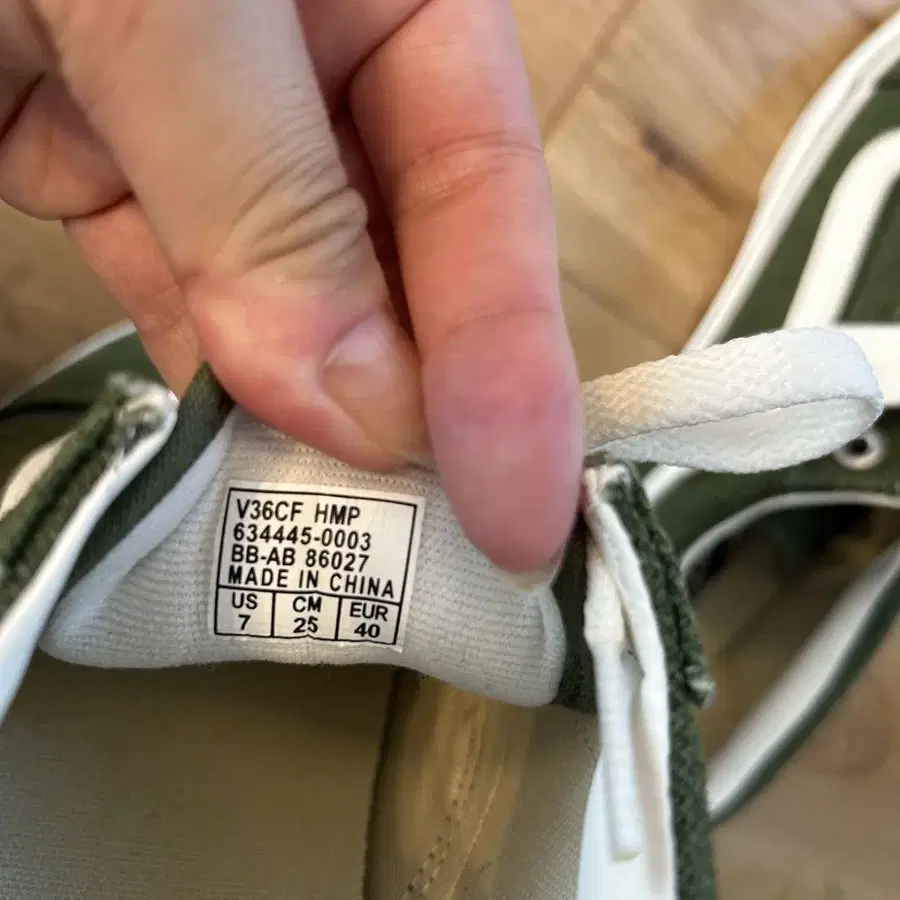 V36CF HMP
634445-0003
BB-AB 86027
MADE IN CHINA
US CM EUR
7 25 40